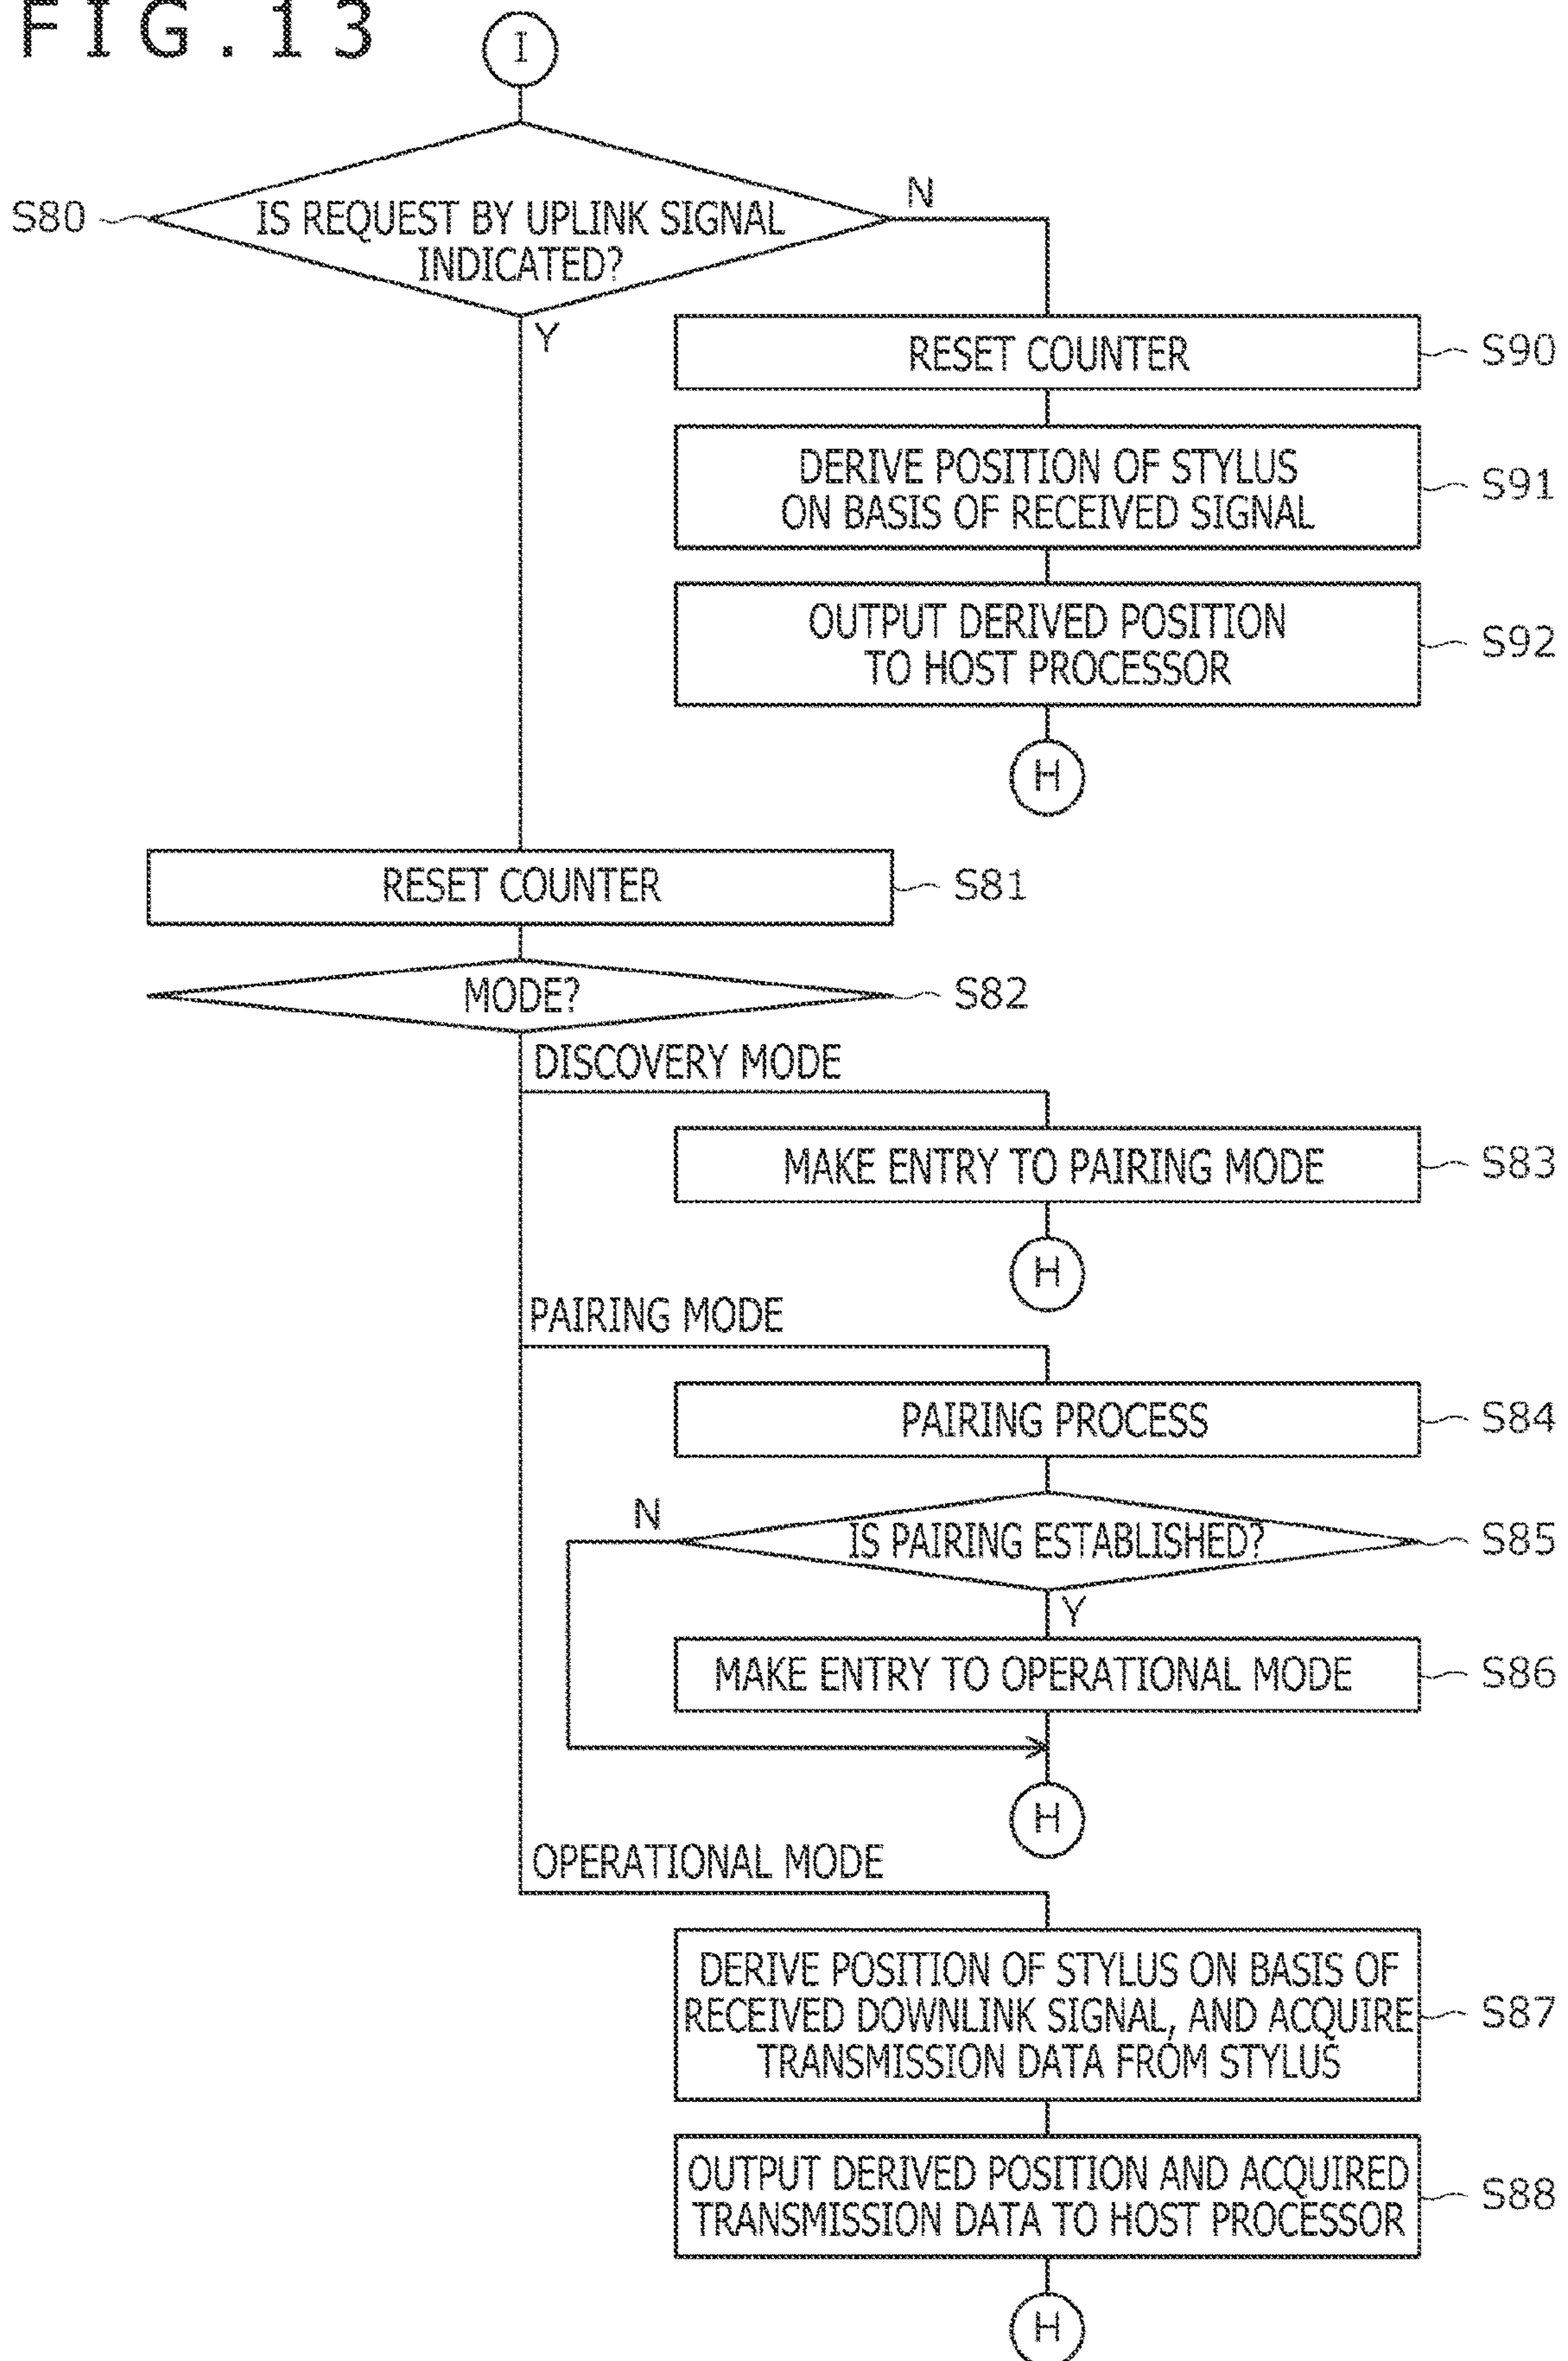 FIG.13
I
S80
IS REQUEST BY UPLINK SIGNAL
INDICATED?
N
Y
RESET COUNTER
S90
DERIVE POSITION OF STYLUS
ON BASIS OF RECEIVED SIGNAL
S91
OUTPUT DERIVED POSITION
TO HOST PROCESSOR
S92
H
RESET COUNTER
S81
MODE?
S82
DISCOVERY MODE
MAKE ENTRY TO PAIRING MODE
S83
H
PAIRING MODE
PAIRING PROCESS
S84
N
IS PAIRING ESTABLISHED?
S85
Y
MAKE ENTRY TO OPERATIONAL MODE
S86
H
OPERATIONAL MODE
DERIVE POSITION OF STYLUS ON BASIS OF
RECEIVED DOWNLINK SIGNAL, AND ACQUIRE
TRANSMISSION DATA FROM STYLUS
S87
OUTPUT DERIVED POSITION AND ACQUIRED
TRANSMISSION DATA TO HOST PROCESSOR
S88
H